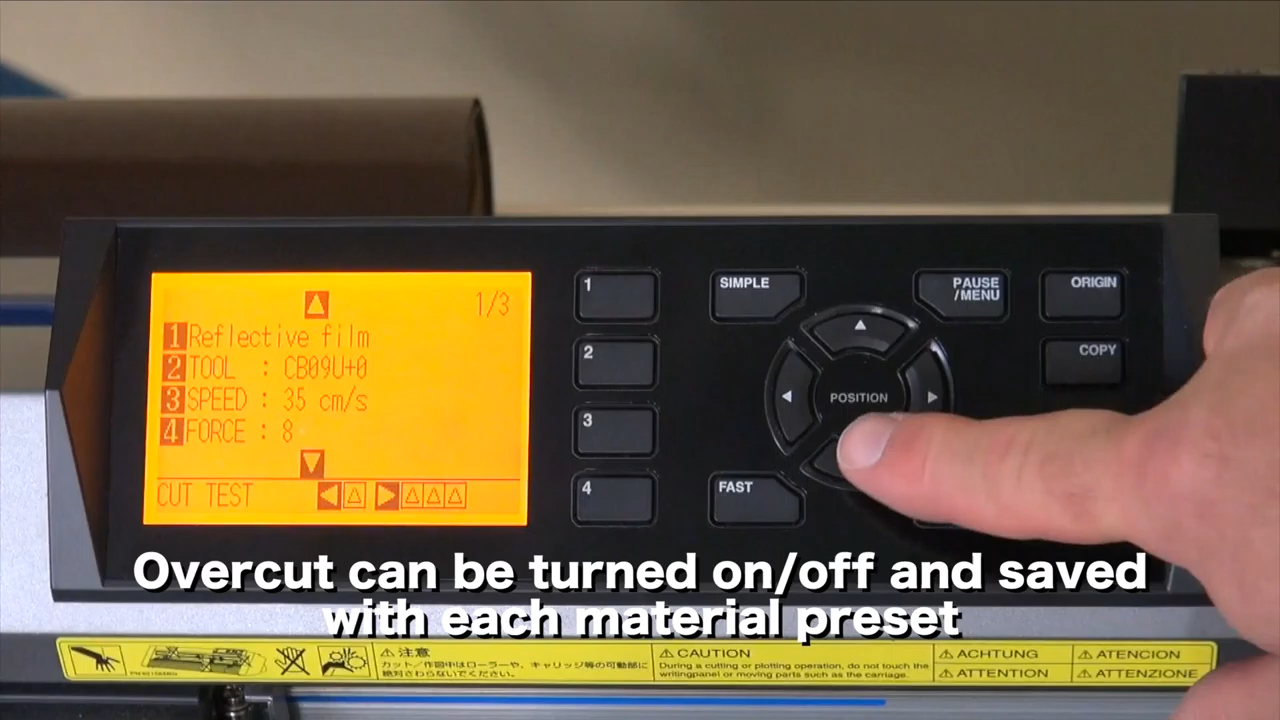 1/3
1 Reflective film
2 TOOL : CB09U+0
3 SPEED : 35 cm/s
4 FORCE : 8
CUT TEST
1
2
3
4
SIMPLE
FAST
POSITION
PAUSE
/MENU
ORIGIN
COPY
Overcut can be turned on/off and saved
with each material preset
注意
カット/作図中はローラーや、キャリッジ等の可動部に
絶対さわらないでください。
CAUTION
During a cutting or plotting operation, do not touch the
writingpanel or moving parts such as the carriage.
ACHTUNG
ATTENTION
ATENCION
ATTENZIONE